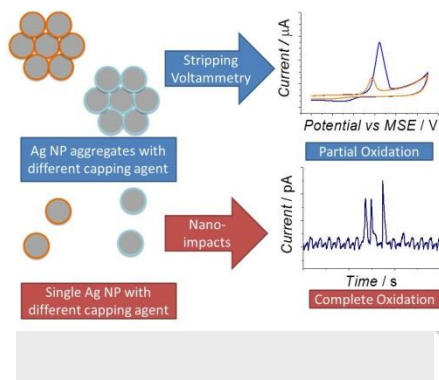 Stripping
Voltammetry
Current / μA
Potential vs MSE / V
Ag NP aggregates with
different capping agent
Partial Oxidation
Nano-
impacts
Current / pA
Time / s
Single Ag NP with
different capping agent
Complete Oxidation